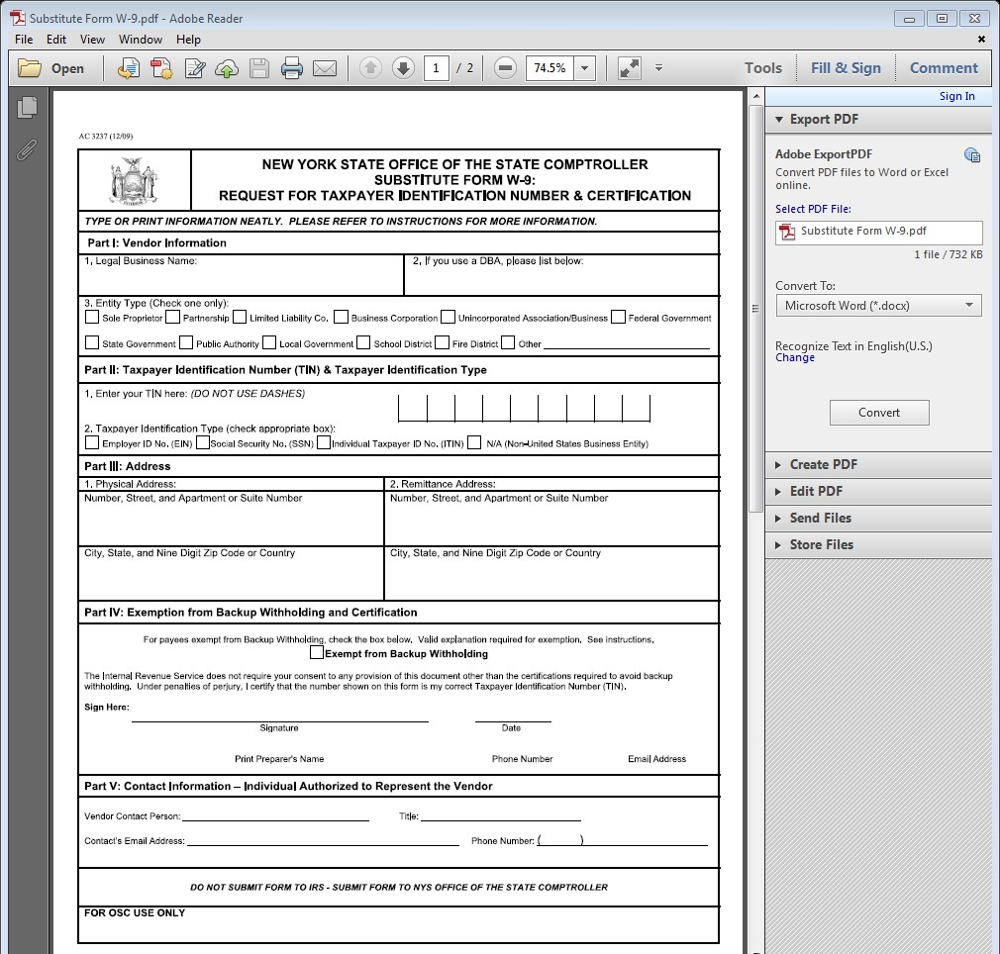 Substitute Form W-9.pdf - Adobe Reader
File Edit View Window Help
Open 1 / 2 74.5% Tools Fill & Sign Comment
Sign In
AC 3237 (12/09)
NEW YORK STATE OFFICE OF THE STATE COMPTROLLER
SUBSTITUTE FORM W-9:
REQUEST FOR TAXPAYER IDENTIFICATION NUMBER & CERTIFICATION
TYPE OR PRINT INFORMATION NEATLY. PLEASE REFER TO INSTRUCTIONS FOR MORE INFORMATION.
Part I: Vendor Information
1. Legal Business Name: 2. If you use a DBA, please list below:
3. Entity Type (Check one only):
Sole Proprietor Partnership Limited Liability Co. Business Corporation Unincorporated Association/Business Federal Government
State Government Public Authority Local Government School District Fire District Other
Part II: Taxpayer Identification Number (TIN) & Taxpayer Identification Type
1. Enter your TIN here: (DO NOT USE DASHES)
2. Taxpayer Identification Type (check appropriate box):
Employer ID No. (EIN) Social Security No. (SSN) Individual Taxpayer ID No. (ITIN) N/A (Non-United States Business Entity)
Part III: Address
1. Physical Address: 2. Remittance Address:
Number, Street, and Apartment or Suite Number Number, Street, and Apartment or Suite Number
City, State, and Nine Digit Zip Code or Country City, State, and Nine Digit Zip Code or Country
Part IV: Exemption from Backup Withholding and Certification
For payees exempt from Backup Withholding, check the box below. Valid explanation required for exemption. See instructions.
Exempt from Backup Withholding
The Internal Revenue Service does not require your consent to any provision of this document other than the certifications required to avoid backup
withholding. Under penalties of perjury, I certify that the number shown on this form is my correct Taxpayer Identification Number (TIN).
Sign Here:
Signature Date
Print Preparer's Name Phone Number Email Address
Part V: Contact Information – Individual Authorized to Represent the Vendor
Vendor Contact Person: Title:
Contact's Email Address: Phone Number: ( )
DO NOT SUBMIT FORM TO IRS - SUBMIT FORM TO NYS OFFICE OF THE STATE COMPTROLLER
FOR OSC USE ONLY
Export PDF
Adobe ExportPDF
Convert PDF files to Word or Excel
online.
Select PDF File:
Substitute Form W-9.pdf
1 file / 732 KB
Convert To:
Microsoft Word (*.docx)
Recognize Text in English(U.S.)
Change
Convert
Create PDF
Edit PDF
Send Files
Store Files